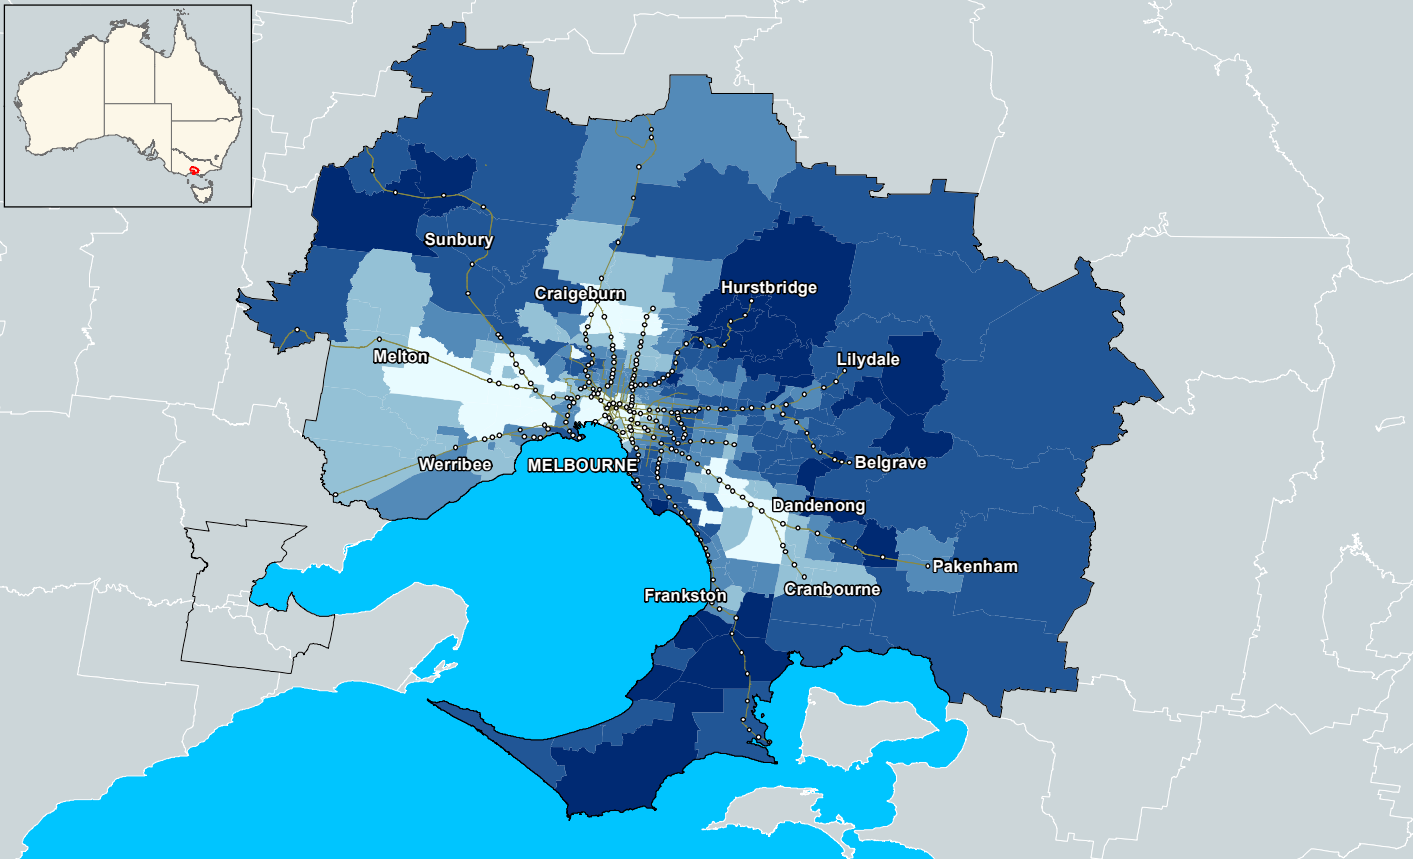 Sunbury
Hurstbridge
Craigeburn
Melton
Lilydale
Werribee
MELBOURNE
Belgrave
Dandenong
Pakenham
Cranbourne
Frankston